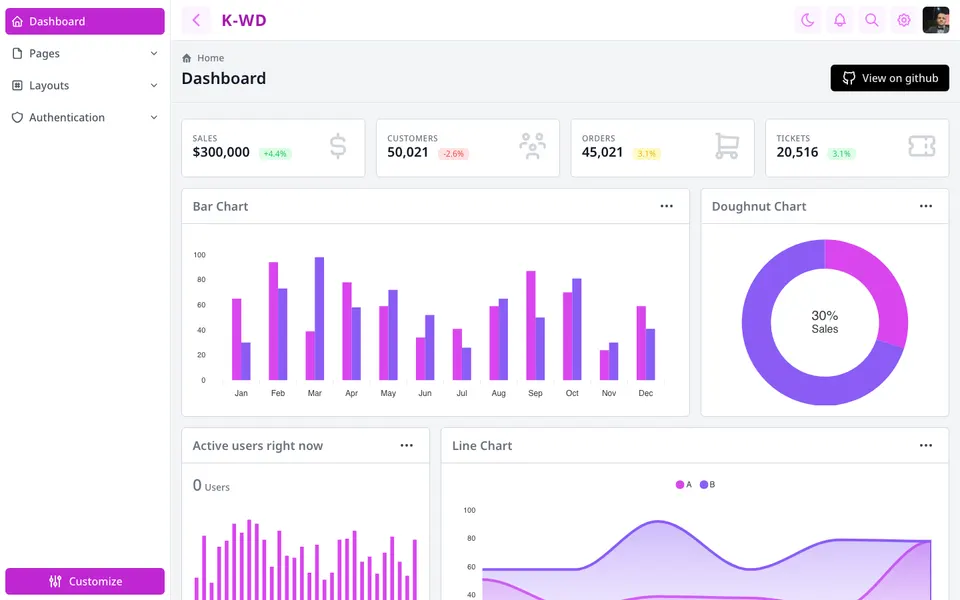 Dashboard
Pages
Layouts
Authentication
Customize
K-WD
Home
Dashboard
View on github
SALES
$300,000 +4.4%
CUSTOMERS
50,021 -2.6%
ORDERS
45,021 3.1%
TICKETS
20,516 3.1%
Bar Chart
100
80
60
40
20
0
Jan Feb Mar Apr May Jun Jul Aug Sep Oct Nov Dec
Doughnut Chart
30%
Sales
Active users right now
0 Users
Line Chart
A B
100
80
60
40